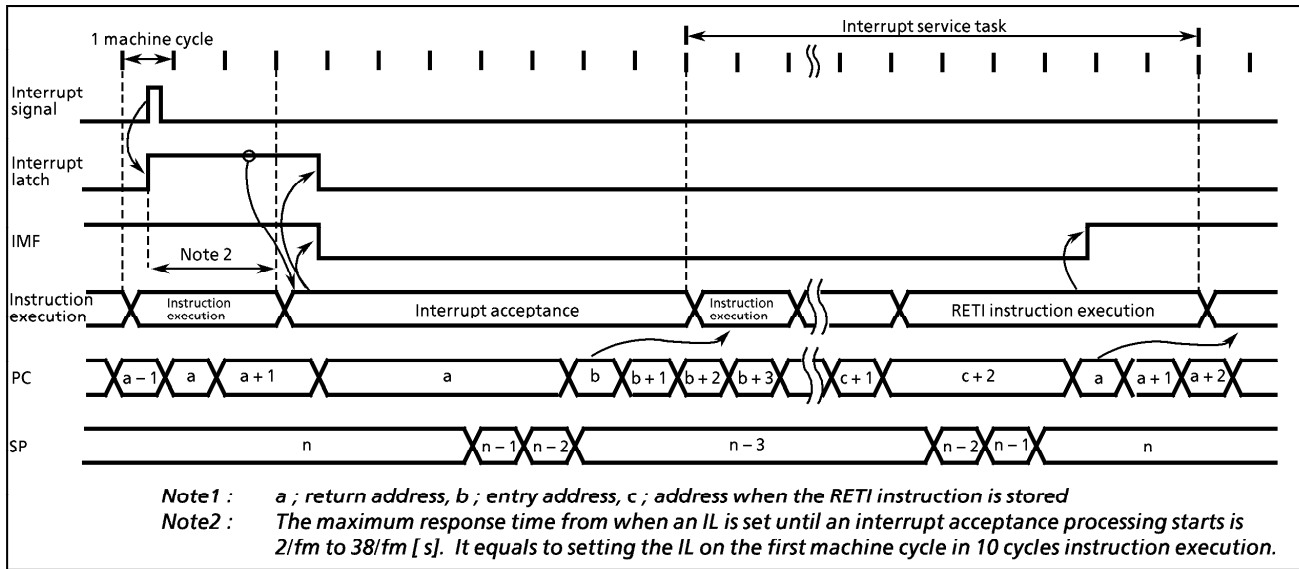 Interrupt service task
1 machine cycle
Interrupt
signal
Interrupt
latch
IMF
Note 2
Instruction
execution
Instruction
execution
Interrupt acceptance
Instruction
execution
RETI instruction execution
PC
a – 1
a
a + 1
a
b
b + 1
b + 2
b + 3
c + 1
c + 2
a
a + 1
a + 2
SP
n
n – 1
n – 2
n – 3
n – 2
n – 1
n
Note1 : a ; return address, b ; entry address, c ; address when the RETI instruction is stored
Note2 : The maximum response time from when an IL is set until an interrupt acceptance processing starts is
2/fm to 38/fm [ s]. It equals to setting the IL on the first machine cycle in 10 cycles instruction execution.